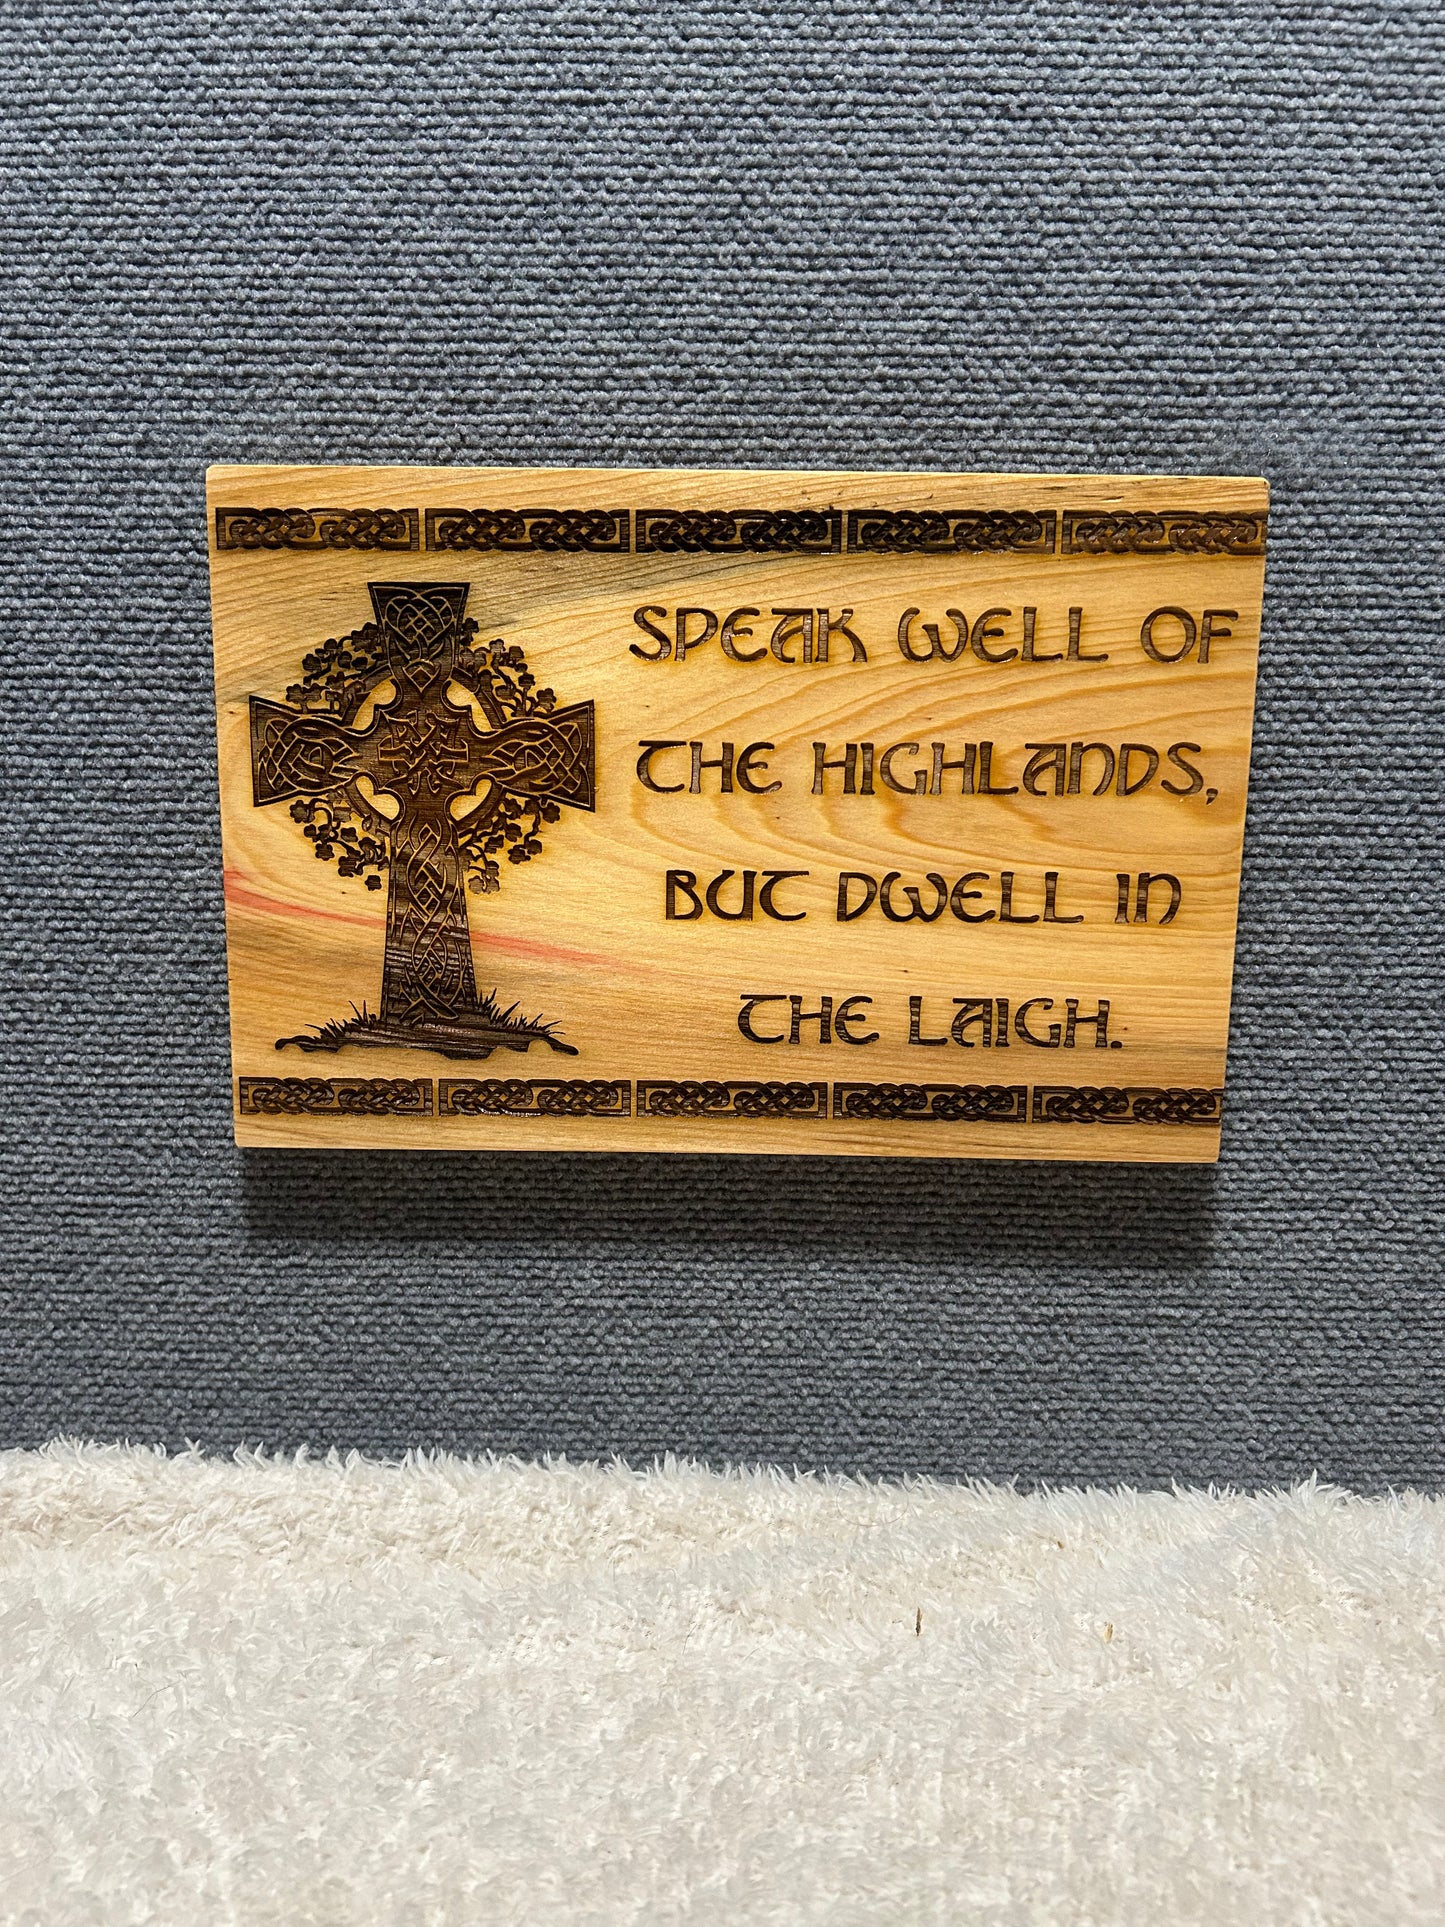 SPEAK WELL OF
THE HIGHLANDS,
BUT DWELL IN
THE LAIGH.